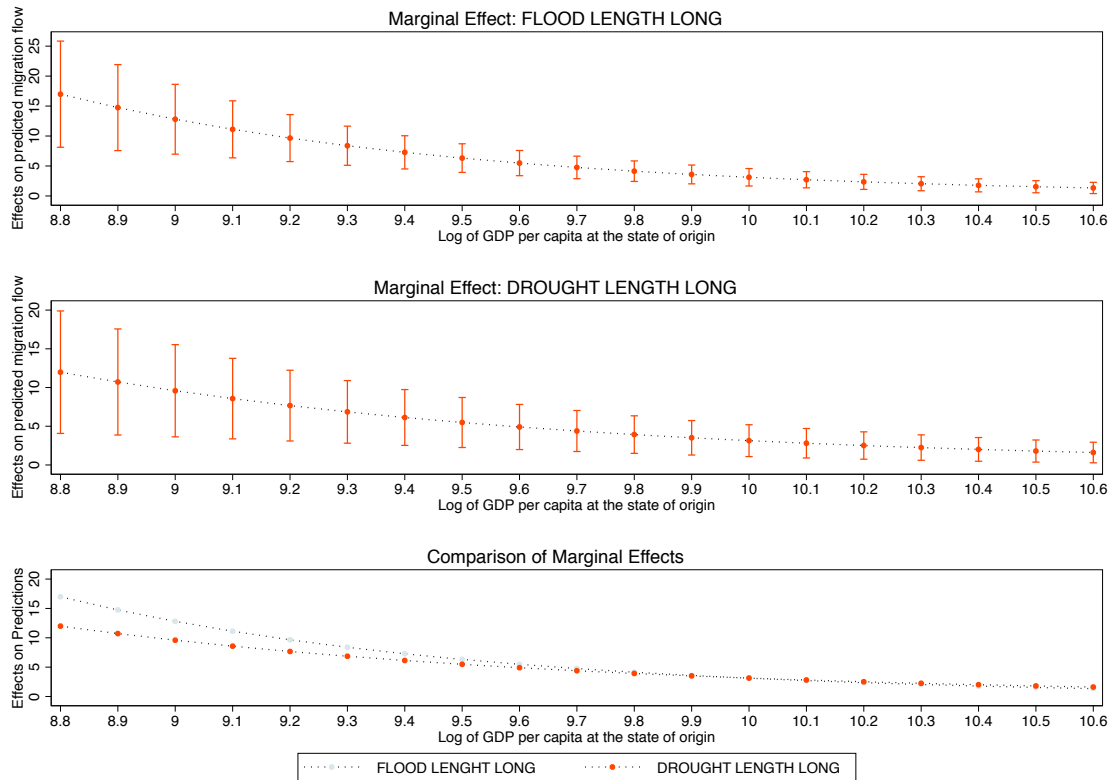 Marginal Effect: FLOOD LENGTH LONG
Effects on predicted migration flow
25
20
15
10
5
0
8.8 8.9 9 9.1 9.2 9.3 9.4 9.5 9.6 9.7 9.8 9.9 10 10.1 10.2 10.3 10.4 10.5 10.6
Log of GDP per capita at the state of origin
Marginal Effect: DROUGHT LENGTH LONG
Effects on predicted migration flow
20
15
10
5
0
8.8 8.9 9 9.1 9.2 9.3 9.4 9.5 9.6 9.7 9.8 9.9 10 10.1 10.2 10.3 10.4 10.5 10.6
Log of GDP per capita at the state of origin
Comparison of Marginal Effects
Effects on Predictions
20
15
10
5
0
8.8 8.9 9 9.1 9.2 9.3 9.4 9.5 9.6 9.7 9.8 9.9 10 10.1 10.2 10.3 10.4 10.5 10.6
Log of GDP per capita at the state of origin
FLOOD LENGHT LONG DROUGHT LENGTH LONG